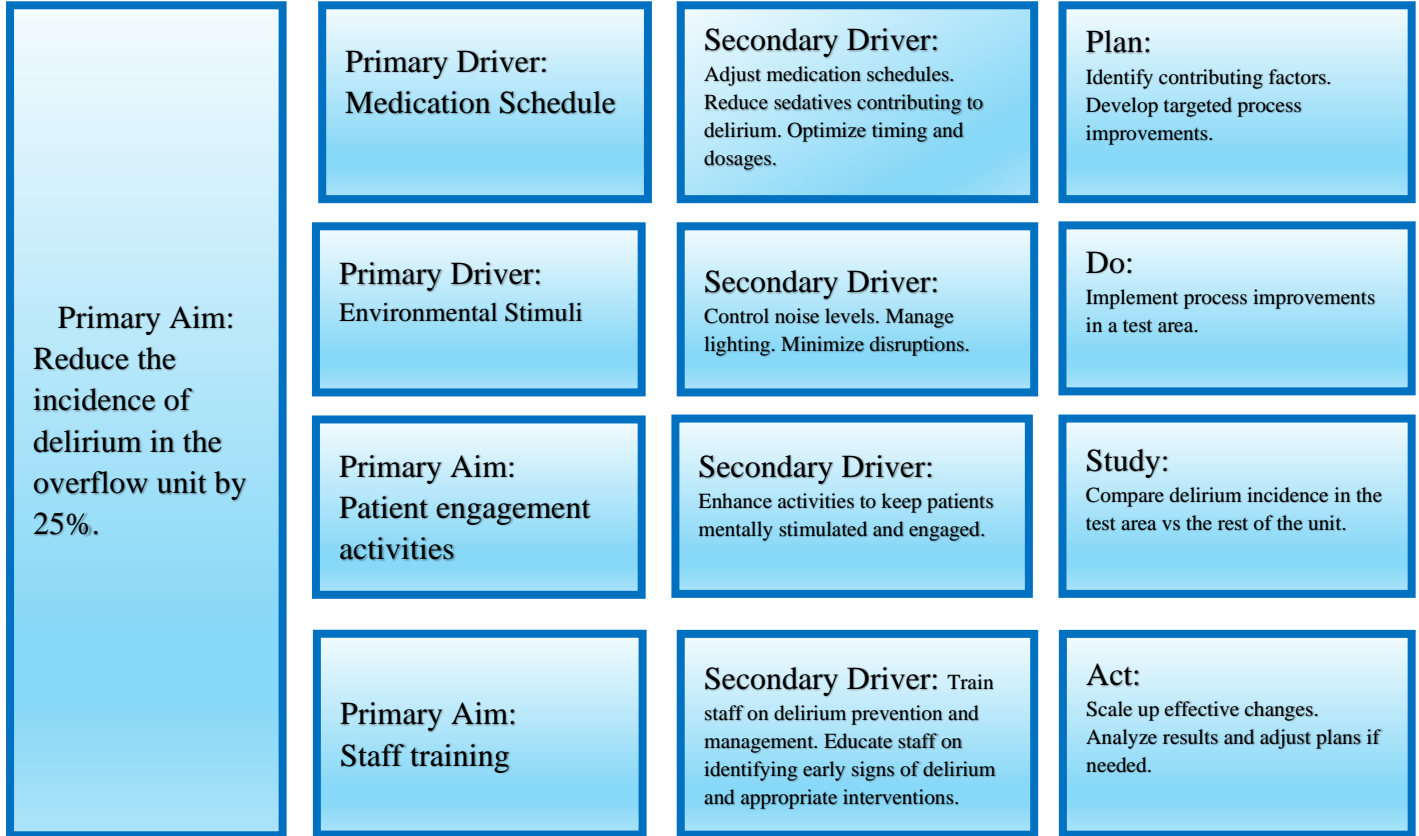 Primary Aim:
Reduce the
incidence of
delirium in the
overflow unit by
25%.
Primary Driver:
Medication Schedule
Secondary Driver:
Adjust medication schedules.
Reduce sedatives contributing to
delirium. Optimize timing and
dosages.
Plan:
Identify contributing factors.
Develop targeted process
improvements.
Primary Driver:
Environmental Stimuli
Secondary Driver:
Control noise levels. Manage
lighting. Minimize disruptions.
Do:
Implement process improvements
in a test area.
Primary Aim:
Patient engagement
activities
Secondary Driver:
Enhance activities to keep patients
mentally stimulated and engaged.
Study:
Compare delirium incidence in the
test area vs the rest of the unit.
Primary Aim:
Staff training
Secondary Driver: Train
staff on delirium prevention and
management. Educate staff on
identifying early signs of delirium
and appropriate interventions.
Act:
Scale up effective changes.
Analyze results and adjust plans if
needed.